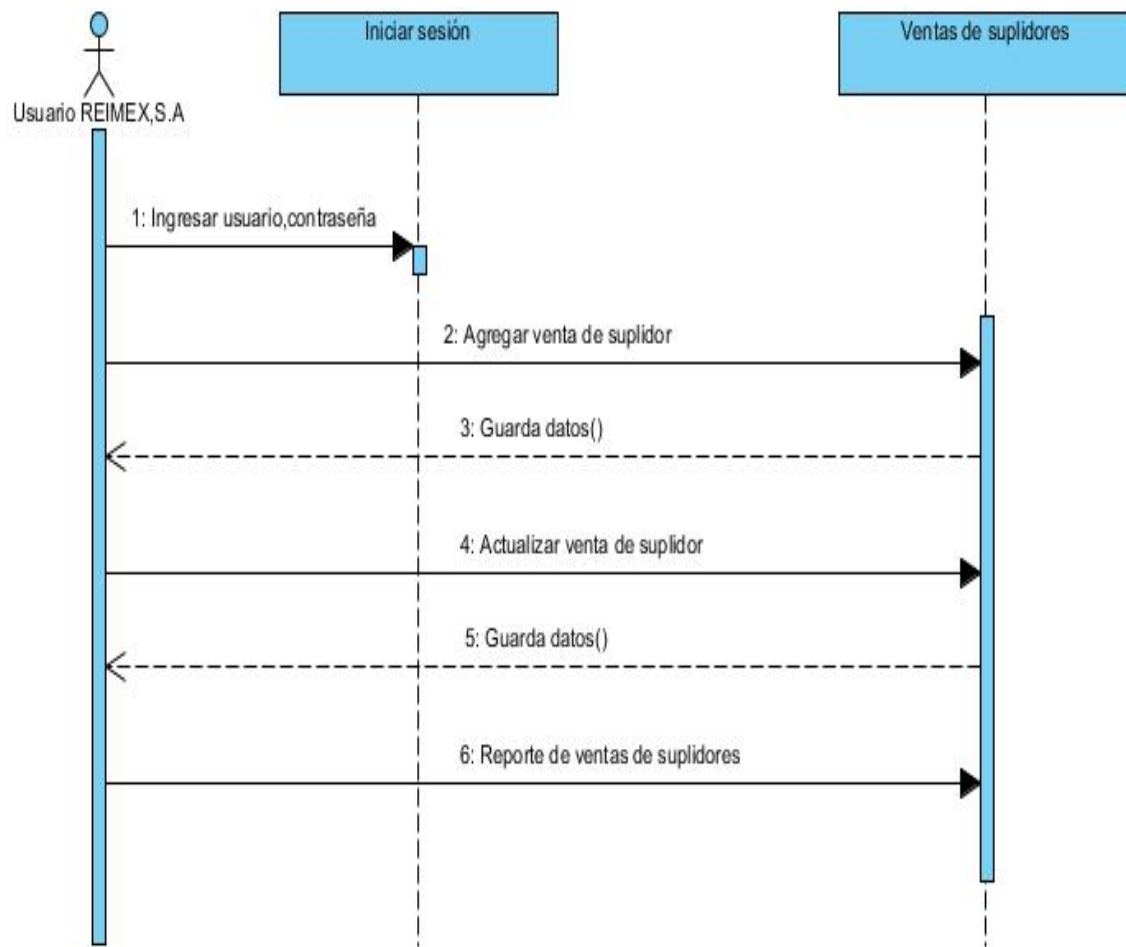 Iniciar sesión
Ventas de suplidores
Usuario REIMEX,S.A
1: Ingresar usuario,contraseña
2: Agregar venta de suplidor
3: Guarda datos()
4: Actualizar venta de suplidor
5: Guarda datos()
6: Reporte de ventas de suplidores